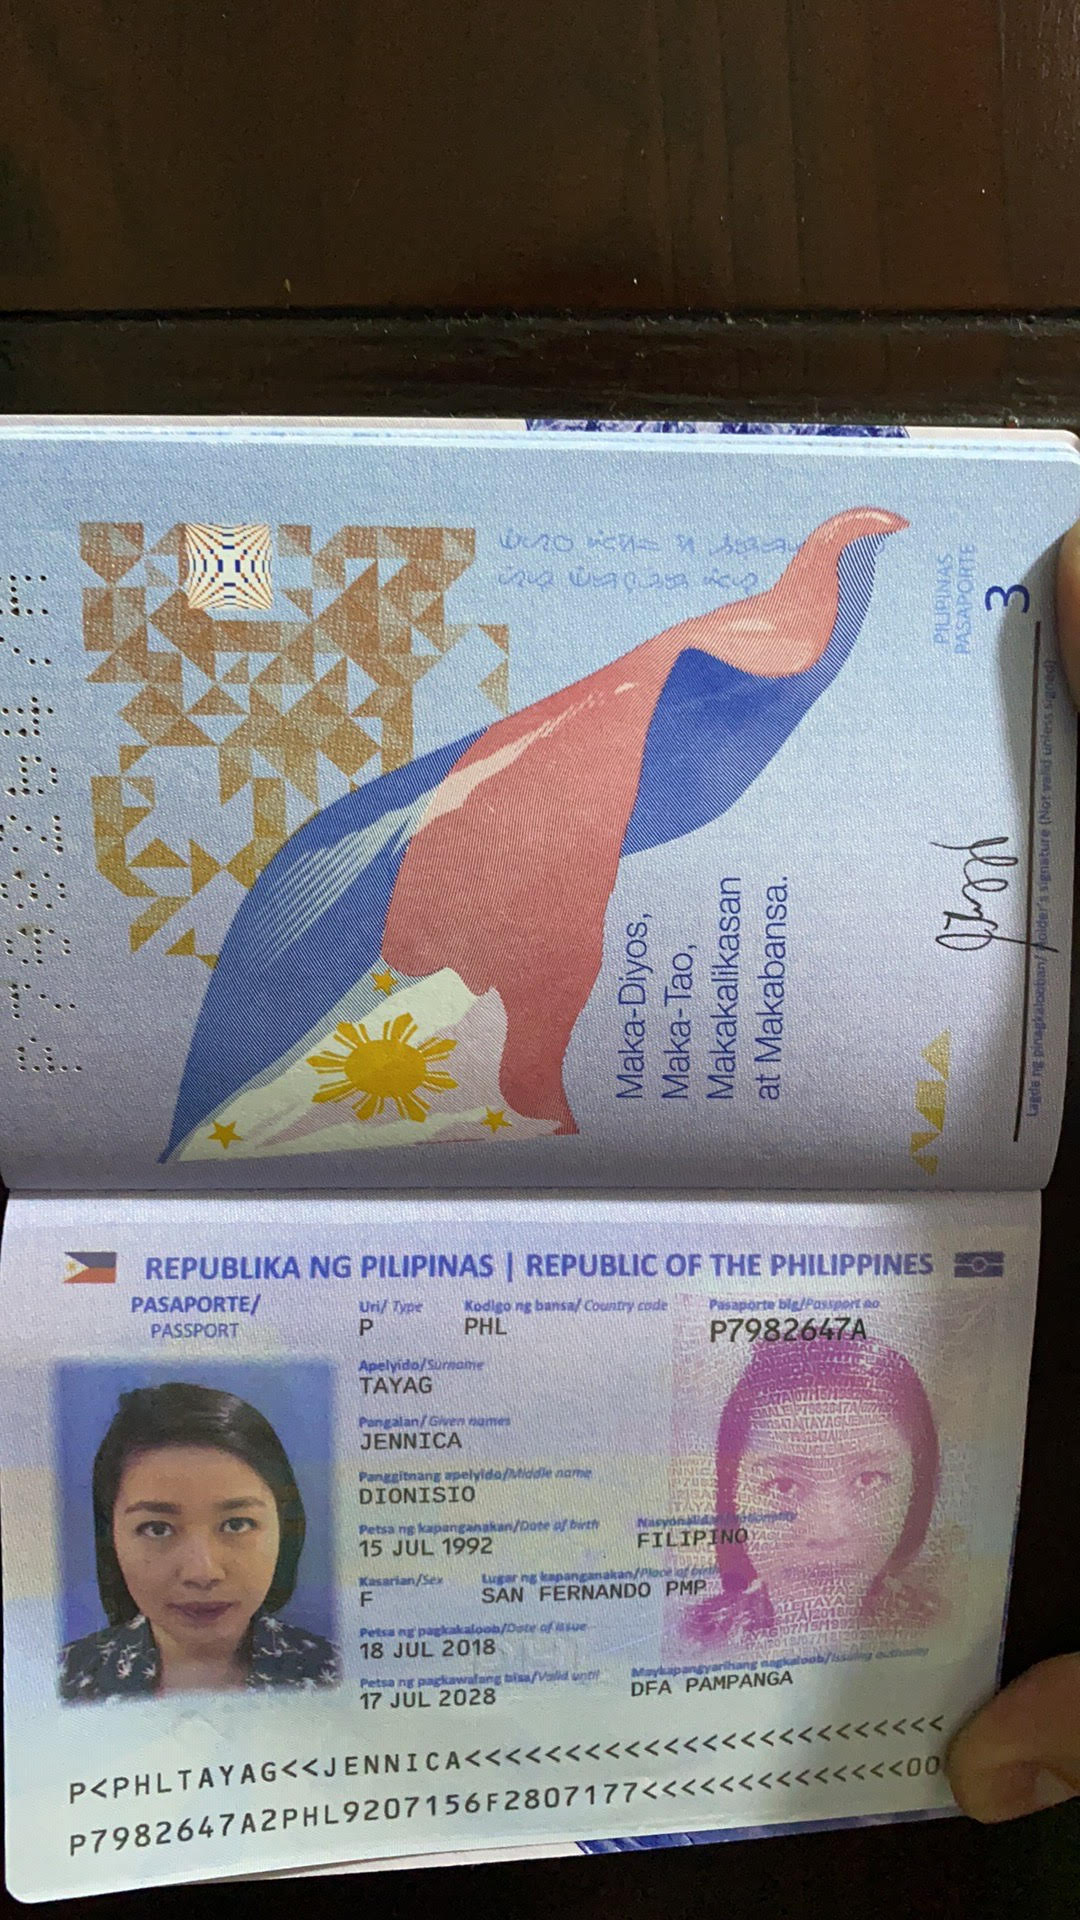 PILIPINAS
PASAPORTE
3
Maka-Diyos,
Maka-Tao,
Makakalikasan
at Makabansa.
Lagda ng pinagkalooban/ Holder's signature (Not valid unless signed)
REPUBLIKA NG PILIPINAS | REPUBLIC OF THE PHILIPPINES
PASAPORTE/
PASSPORT
Uri/ Type
Kodigo ng bansa/ Country code
Pasaporte blg/Passport no
P
PHL
P7982647A
Apelyido/Surname
TAYAG
Pangalan/ Given names
JENNICA
Panggitnang apelyido/Middle name
DIONISIO
Petsa ng kapanganakan/Date of birth
Nasyonalidad/Nationality
15 JUL 1992
FILIPINO
Kasarian/Sex
Lugar ng kapanganakan/Place of birth
F
SAN FERNANDO PMP
Petsa ng pagkakaloob/Date of issue
18 JUL 2018
Petsa ng pagkawalang bisa/Valid until
Maykapangyarihang nagkaloob/Issuing authority
17 JUL 2028
DFA PAMPANGA
P<PHLTAYAG<<JENNICA<<<<<<<<<<<<<<<<<<<<<<<<<
P7982647A2PHL9207156F2807177<<<<<<<<<<<<<<00